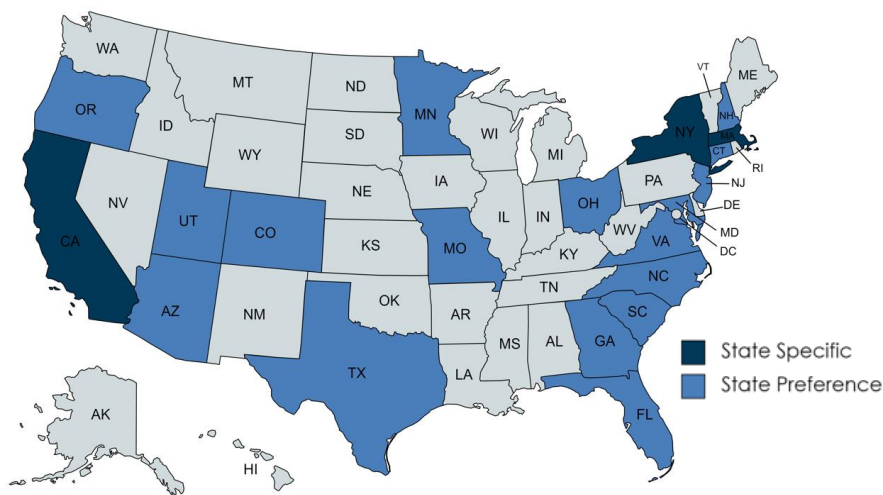 WA
MT
ND
MN
VT
ME
OR
ID
SD
WI
NH
NY
MA
WY
MI
CT
RI
IA
PA
NJ
NV
NE
IL
IN
OH
DE
UT
CO
WV
MD
CA
KS
MO
VA
DC
KY
NC
TN
AZ
NM
OK
AR
SC
MS
AL
GA
TX
LA
FL
AK
HI
State Specific
State Preference